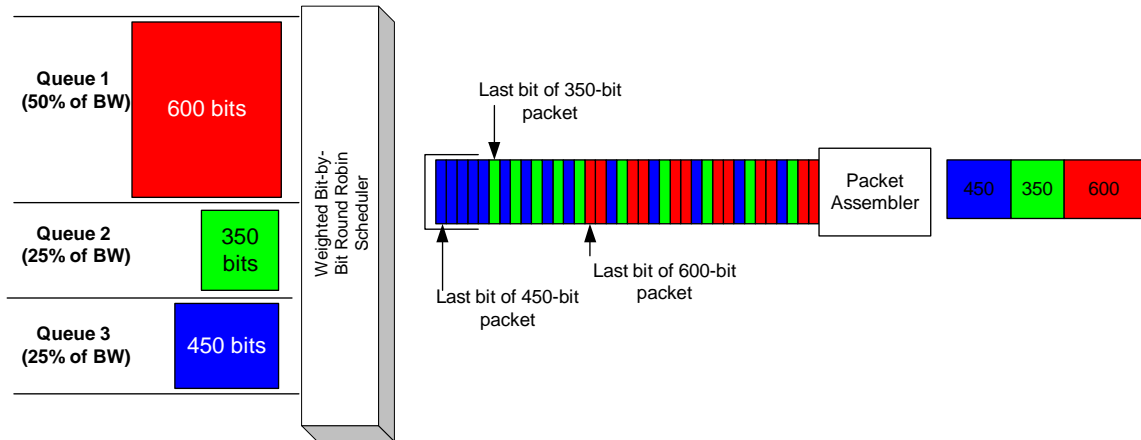 Queue 1
(50% of BW)
600 bits
Queue 2
(25% of BW)
350
bits
Queue 3
(25% of BW)
450 bits
Weighted Bit-by-
Bit Round Robin
Scheduler
Last bit of 350-bit
packet
Last bit of 450-bit
packet
Last bit of 600-bit
packet
Packet
Assembler
450
350
600